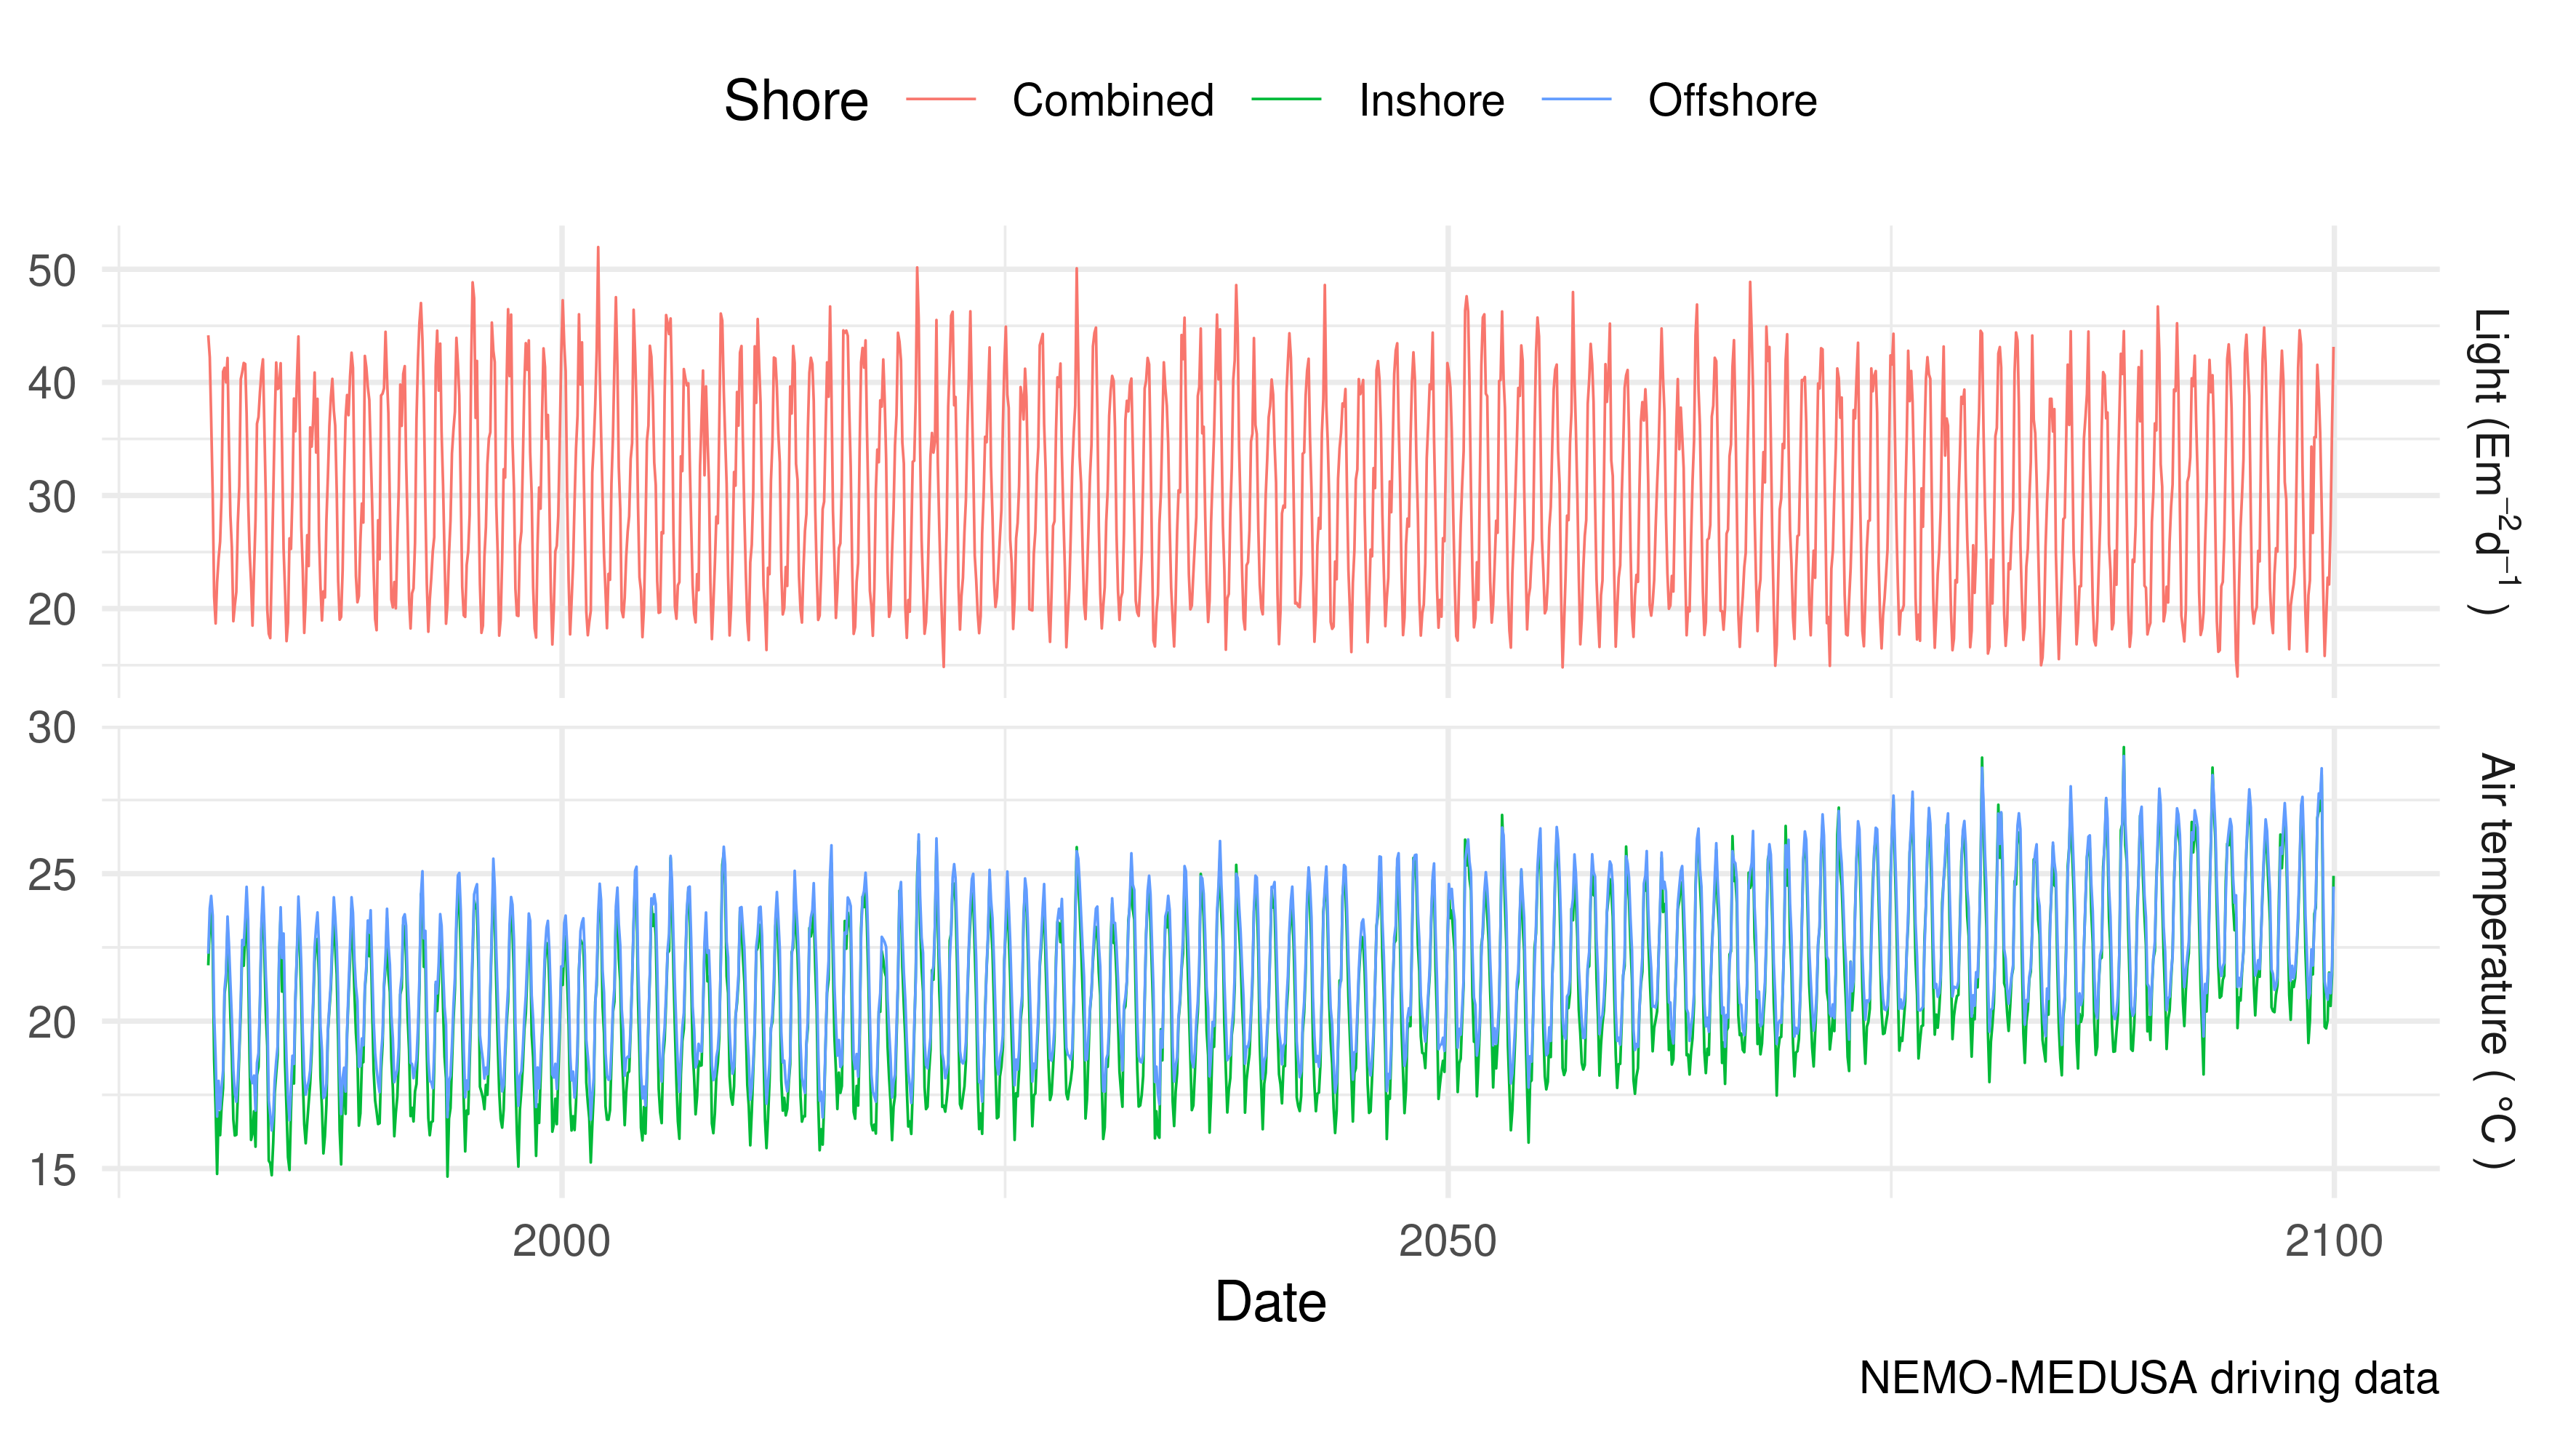 Shore Combined Inshore Offshore
50
40
30
20
Light (Em⁻²d⁻¹ )
30
25
20
15
Air temperature ( °C )
2000 2050 2100
Date
NEMO-MEDUSA driving data